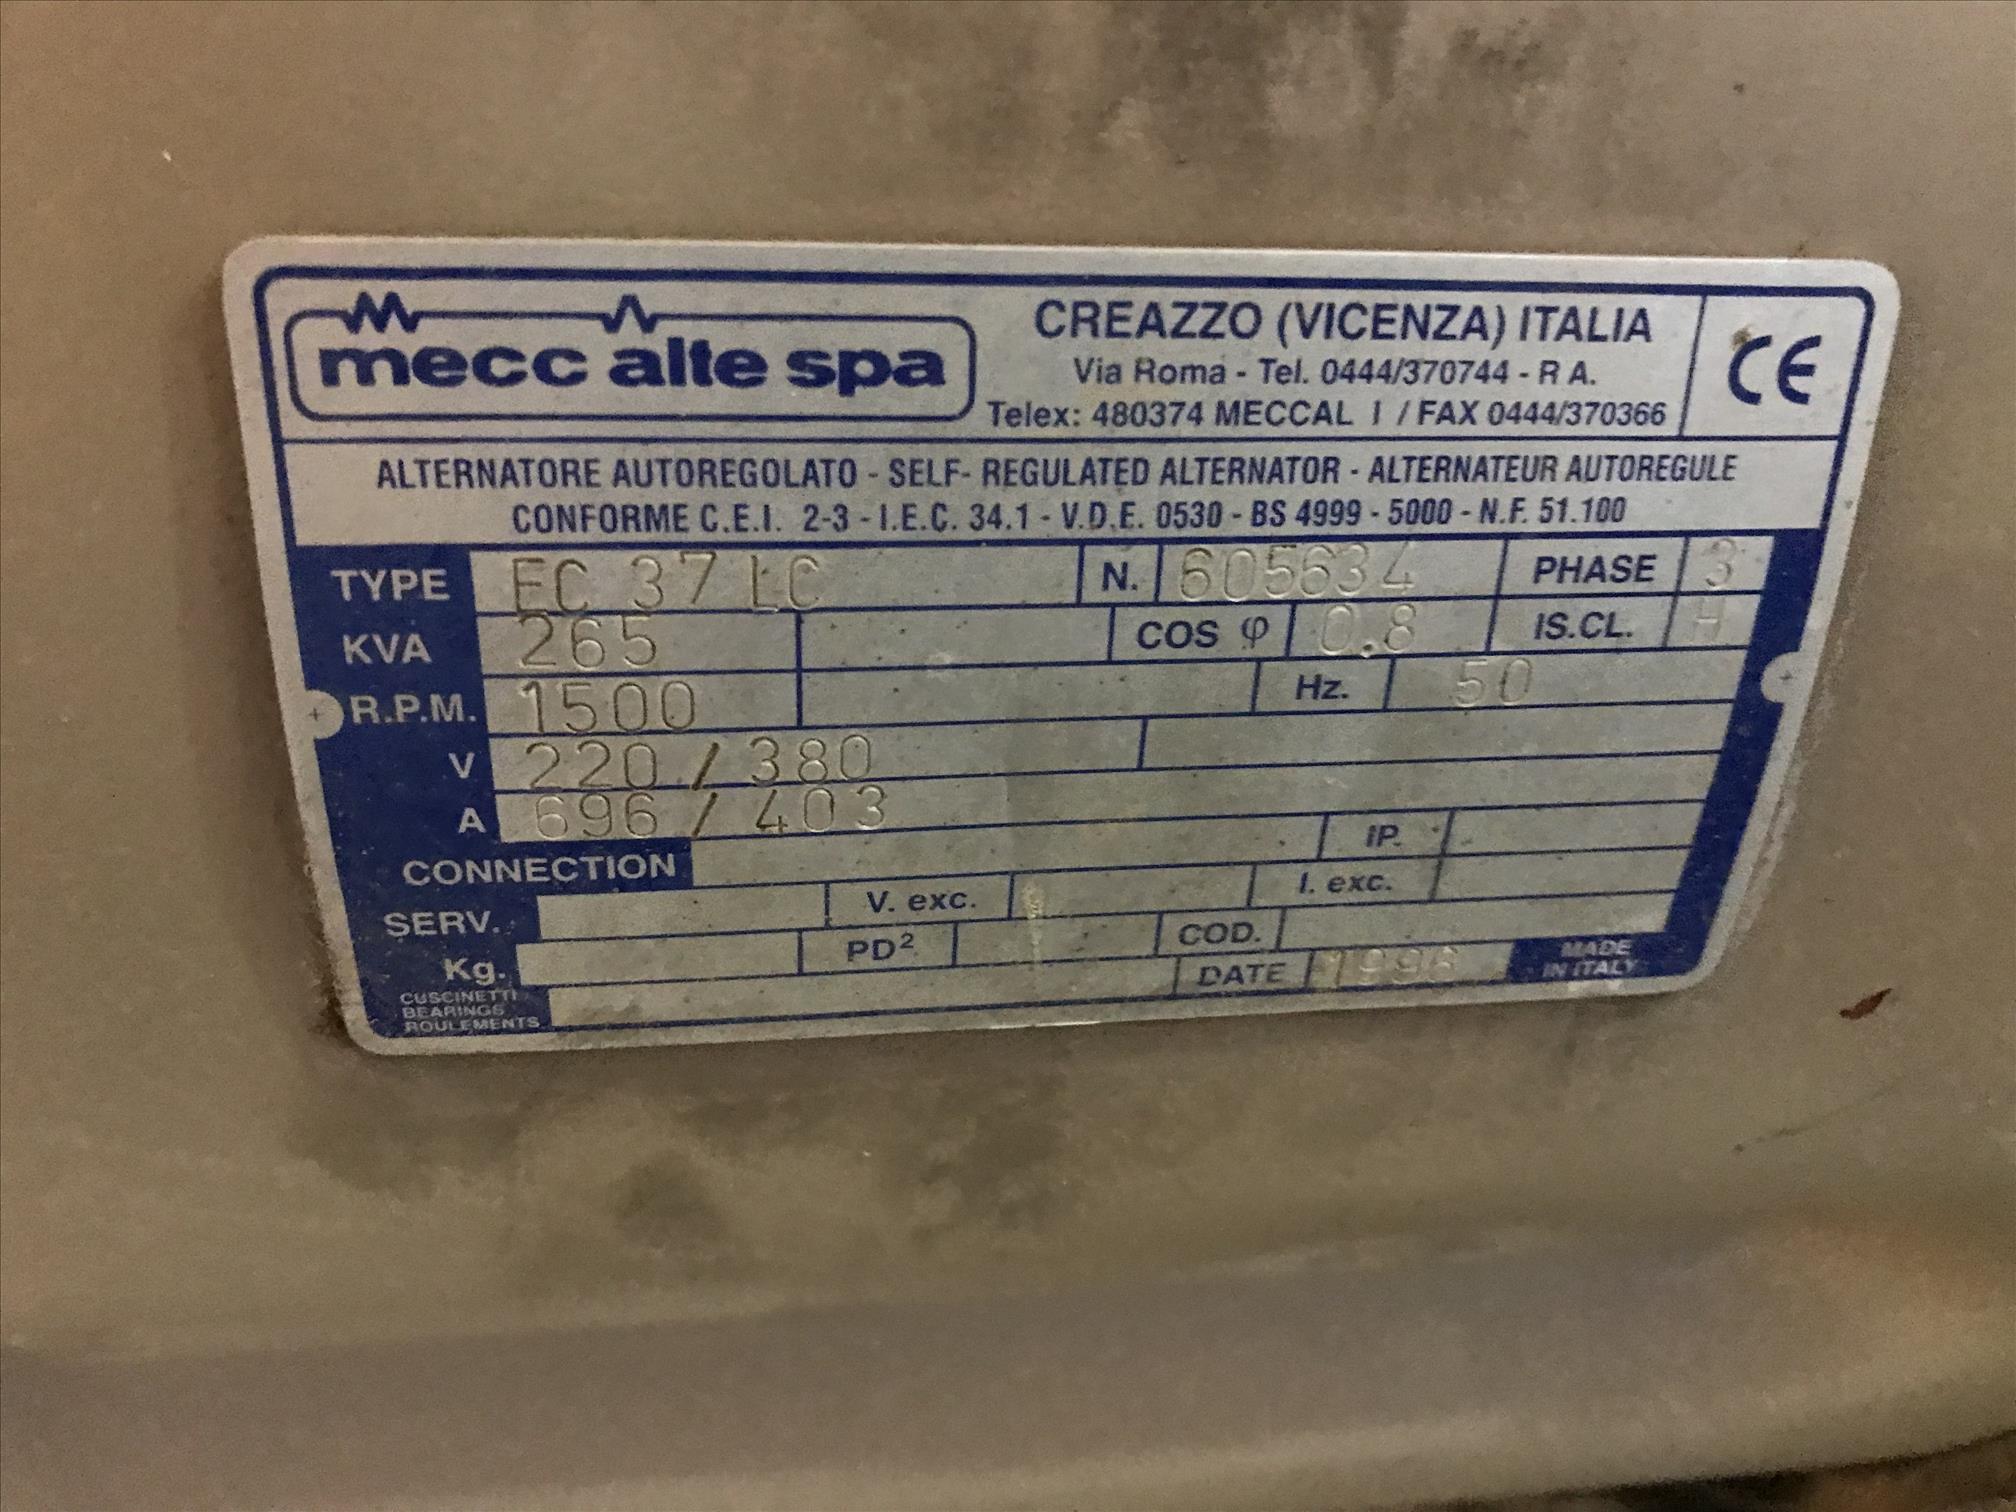 mecc alte spa
CREAZZO (VICENZA) ITALIA
Via Roma - Tel. 0444/370744 - R A.
Telex: 480374 MECCAL I / FAX 0444/370366
CE
ALTERNATORE AUTOREGOLATO - SELF- REGULATED ALTERNATOR - ALTERNATEUR AUTOREGULE
CONFORME C.E.I. 2-3 - I.E.C. 34.1 - V.D.E. 0530 - BS 4999 - 5000 - N.F. 51.100
TYPE EC 37 LC N. 605634 PHASE 3
KVA 265 COS φ 0.8 IS.CL. H
R.P.M. 1500 Hz. 50
V 220 / 380
A 696 / 403
CONNECTION IP.
SERV. V. exc. I. exc.
Kg. PD² COD.
CUSCINETTI
BEARINGS
ROULEMENTS
DATE 1996
MADE
IN ITALY